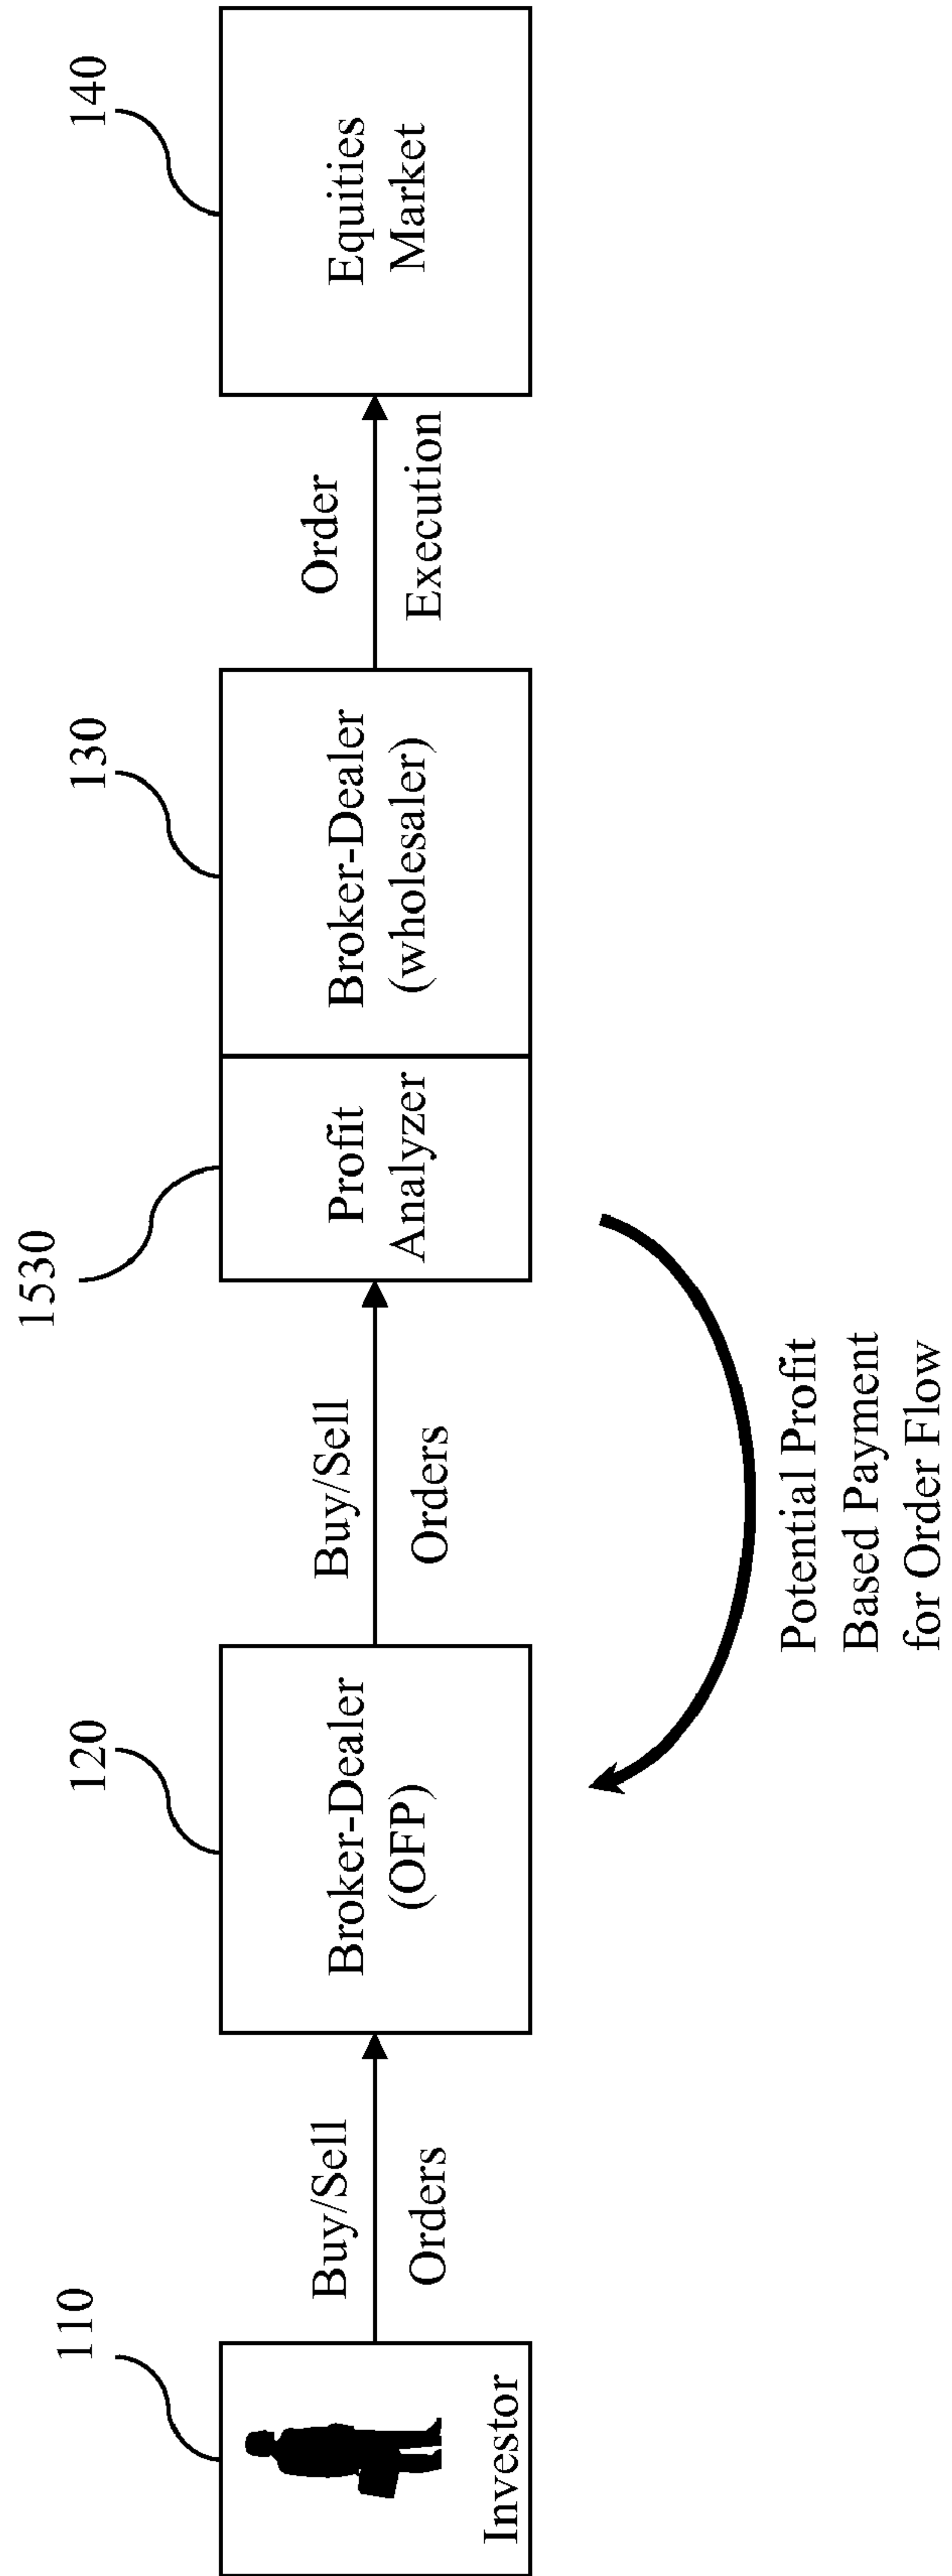 110
Investor
Buy/Sell
Orders
120
Broker-Dealer
(OFP)
Buy/Sell
Orders
1530
Profit
Analyzer
130
Broker-Dealer
(wholesaler)
Order
Execution
140
Equities
Market
Potential Profit
Based Payment
for Order Flow